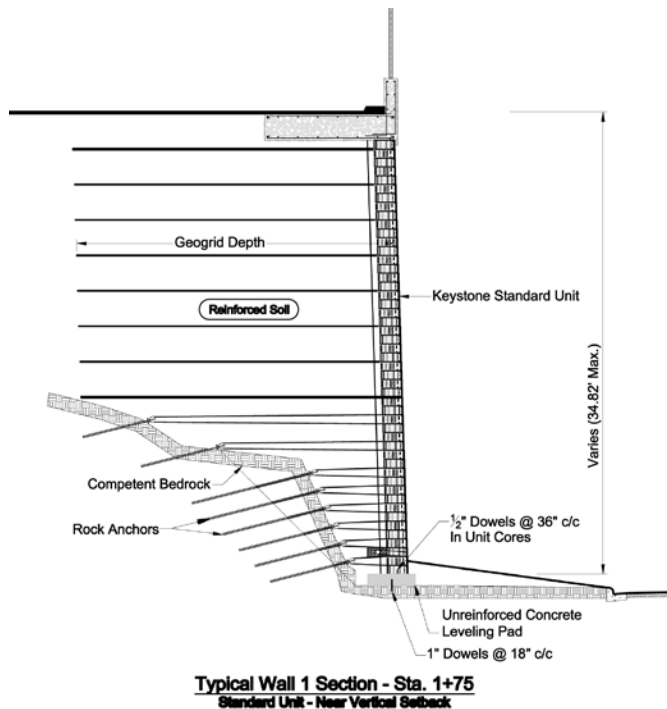 Geogrid Depth
Reinforced Soil
Keystone Standard Unit
Varies (34.82' Max.)
Competent Bedrock
Rock Anchors
½" Dowels @ 36" c/c
In Unit Cores
Unreinforced Concrete
Leveling Pad
1" Dowels @ 18" c/c
Typical Wall 1 Section - Sta. 1+75
Standard Unit - Near Vertical Setback